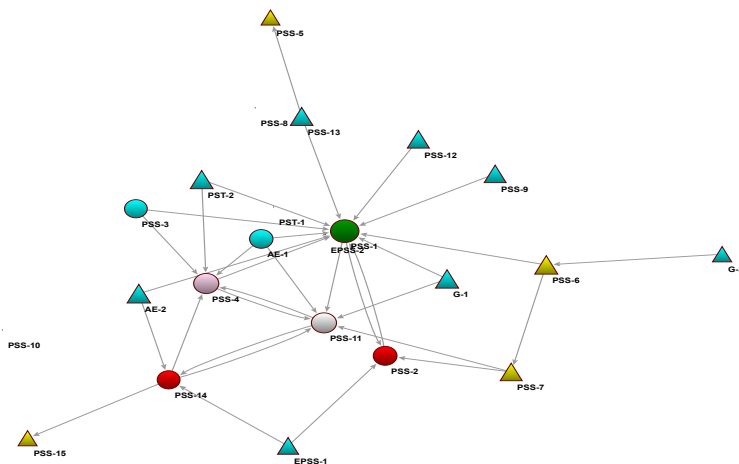 PSS-5
PSS-8
PSS-13
PSS-12
PSS-9
PST-2
PSS-3
PST-1
PSS-1
EPSS-2
AE-1
PSS-6
G-
PSS-4
G-1
AE-2
PSS-11
PSS-10
PSS-2
PSS-7
PSS-14
PSS-15
EPSS-1